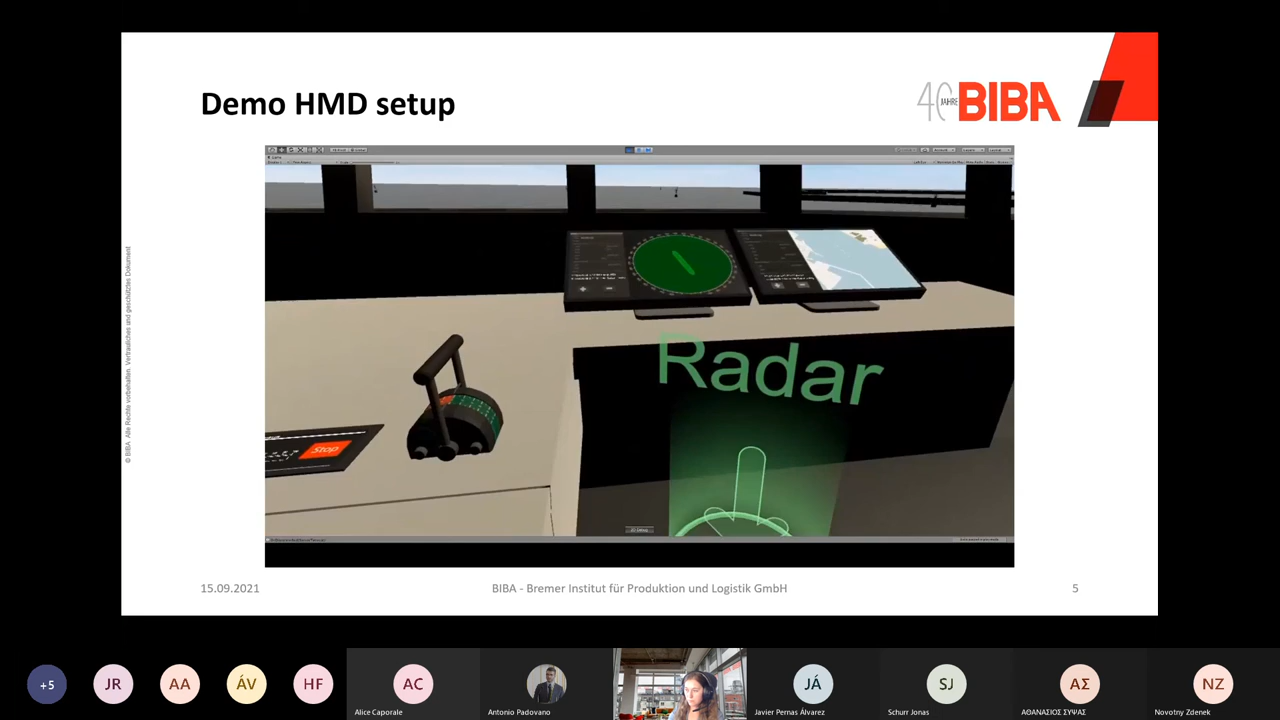 Demo HMD setup
40
JAHRE
BIBA
© BIBA Alle Rechte vorbehalten. Vertrauliches und geschütztes Dokument
Radar
Stop
15.09.2021
BIBA - Bremer Institut für Produktion und Logistik GmbH
5
+5
JR
AA
ÁV
HF
AC
JÁ
SJ
ΑΣ
NZ
Alice Caporale
Antonio Padovano
Javier Pernas Álvarez
Schurr Jonas
ΑΘΑΝΑΣΙΟΣ ΣΥΨΑΣ
Novotny Zdenek